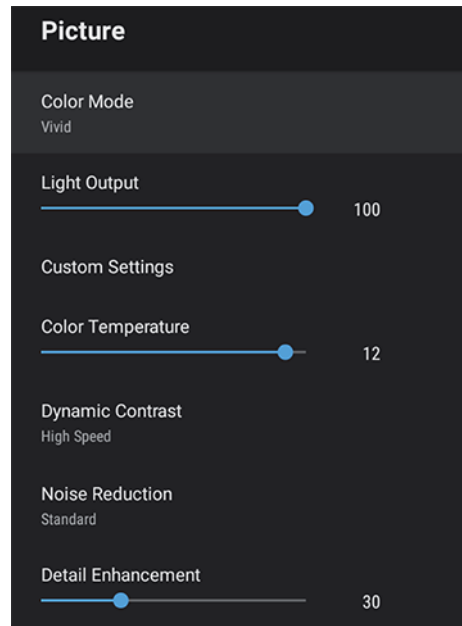 Picture
Color Mode
Vivid
Light Output
100
Custom Settings
Color Temperature
12
Dynamic Contrast
High Speed
Noise Reduction
Standard
Detail Enhancement
30